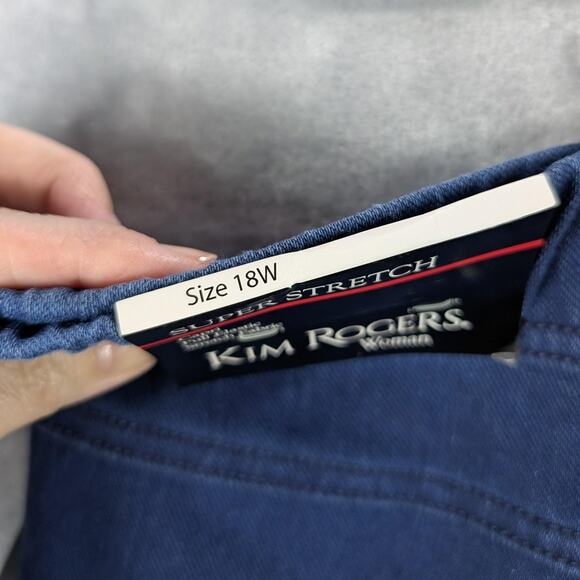 Size 18W
SUPER STRETCH
KIM ROGERS
Woman